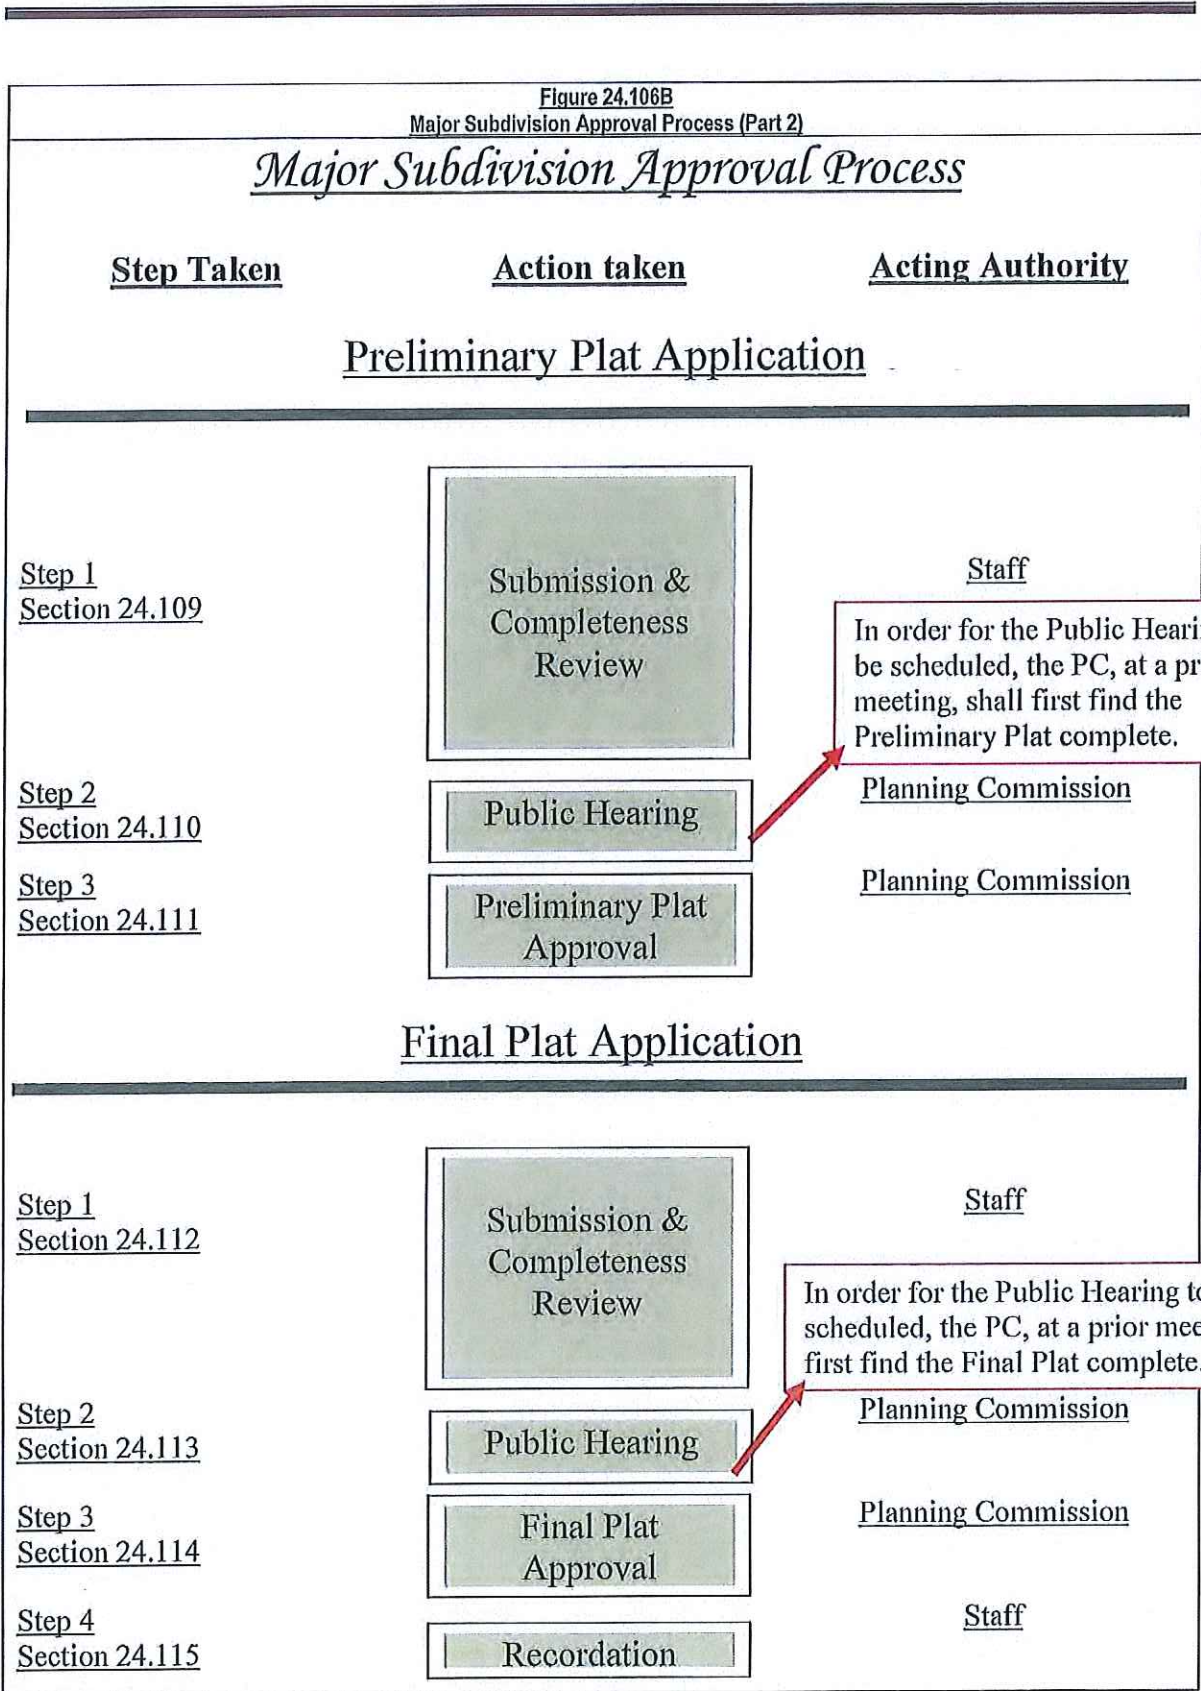 Figure 24.106B
Major Subdivision Approval Process (Part 2)
Major Subdivision Approval Process
Step Taken
Action taken
Acting Authority
Preliminary Plat Application
Step 1
Section 24.109
Submission &
Completeness
Review
Staff
In order for the Public
be scheduled, the PC, at a
meeting, shall first find the
Preliminary Plat complete.
Step 2
Section 24.110
Public Hearing
Planning Commission
Step 3
Section 24.111
Preliminary Plat
Approval
Planning Commission
Final Plat Application
Step 1
Section 24.112
Submission &
Completeness
Review
Staff
In order for the Public Hearing
scheduled, the PC, at a prior
first find the Final Plat complete.
Step 2
Section 24.113
Public Hearing
Planning Commission
Step 3
Section 24.114
Final Plat
Approval
Planning Commission
Step 4
Section 24.115
Recordation
Staff